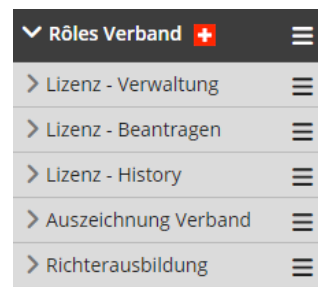 Rôles Verband
Lizenz - Verwaltung
Lizenz - Beantragen
Lizenz - History
Auszeichnung Verband
Richterausbildung